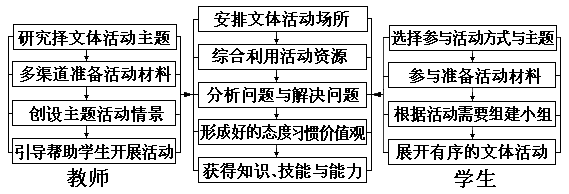 研究择文体活动主题
多渠道准备活动材料
创设主题活动情景
引导帮助学生开展活动
教师
安排文体活动场所
综合利用活动资源
分析问题与解决问题
形成好的态度习惯价值观
获得知识、技能与能力
选择参与活动方式与主题
参与准备活动材料
根据活动需要组建小组
展开有序的文体活动
学生